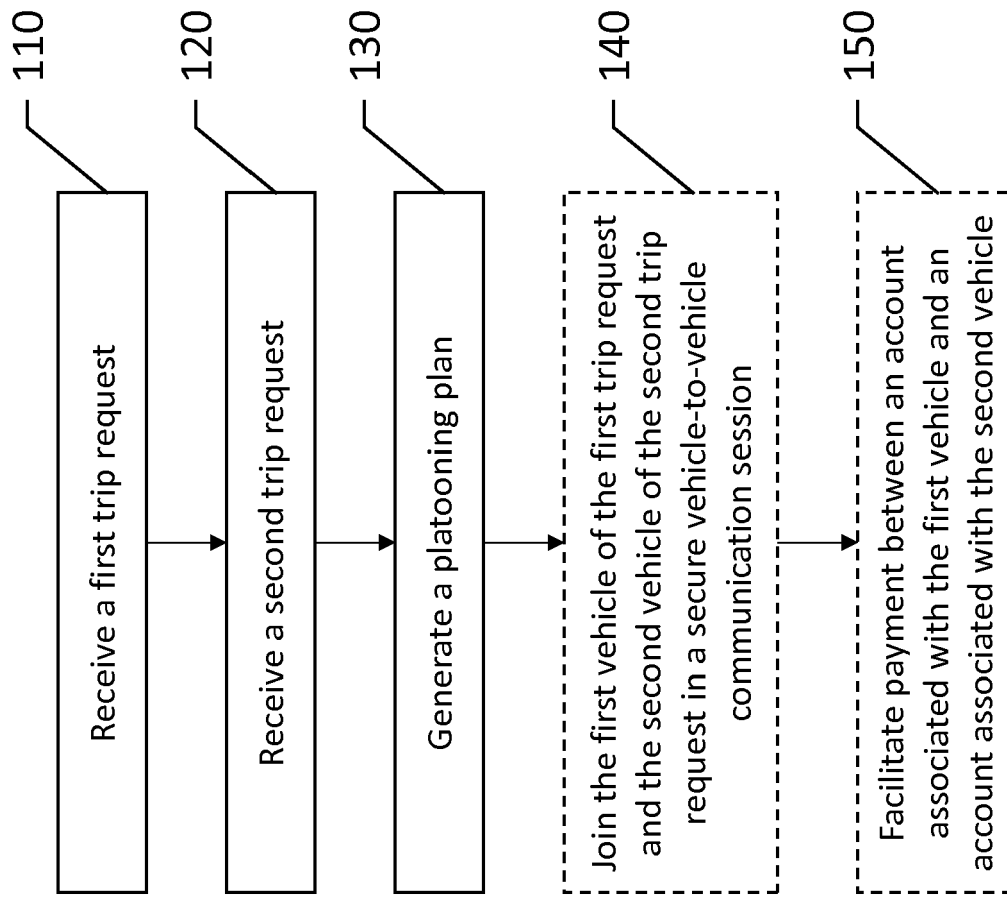 110
Receive a first trip request
120
Receive a second trip request
130
Generate a platooning plan
140
Join the first vehicle of the first trip request
and the second vehicle of the second trip
request in a secure vehicle-to-vehicle
communication session
150
Facilitate payment between an account
associated with the first vehicle and an
account associated with the second vehicle